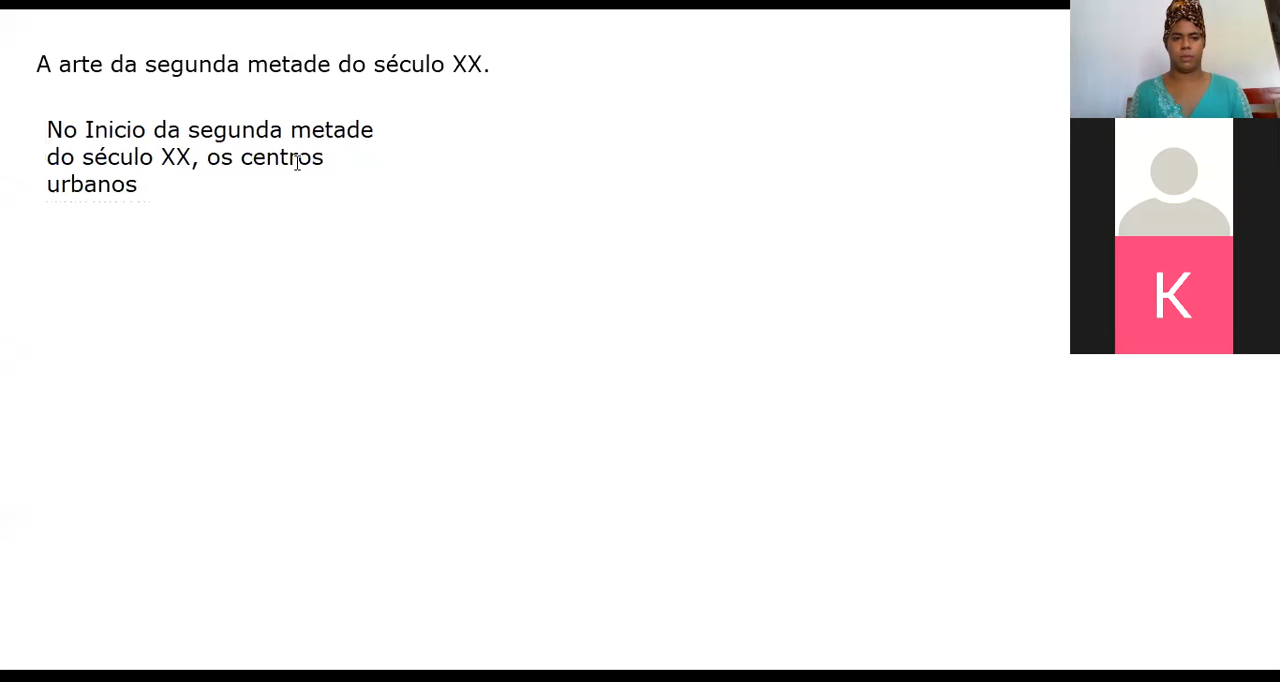 A arte da segunda metade do século XX.
No Inicio da segunda metade
do século XX, os centros
urbanos
K